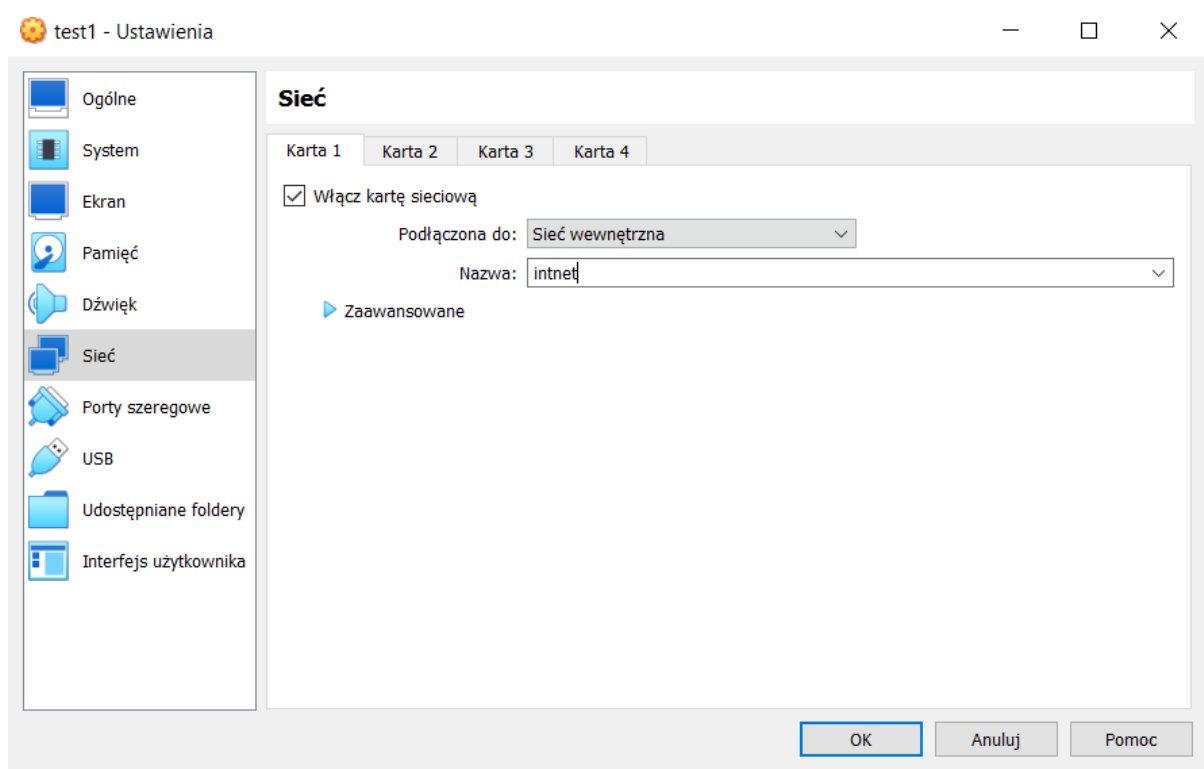 test1 - Ustawienia
Ogólne
System
Ekran
Pamięć
Dźwięk
Sieć
Porty szeregowe
USB
Udostępniane foldery
Interfejs użytkownika
Sieć
Karta 1 Karta 2 Karta 3 Karta 4
Włącz kartę sieciową
Podłączona do: Sieć wewnętrzna
Nazwa: intnet
Zaawansowane
OK Anuluj Pomoc